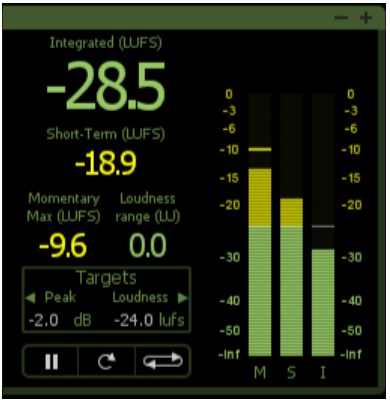 Integrated (LUFS)
-28.5
Short-Term (LUFS)
-18.9
Momentary Loudness
Max (LUFS) range (LU)
-9.6 0.0
Targets
Peak Loudness
-2.0 dB -24.0 lufs
0 0
-3 -3
-6 -6
-10 -10
-15 -15
-20 -20
-30 -30
-40 -40
-50 -50
-Inf -Inf
M S I